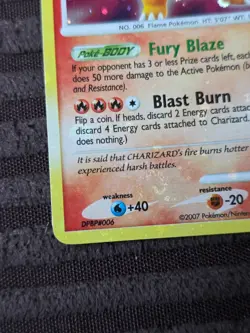 NO. 006 Flame Pokémon HT: 5'07" W
Poké-BODY Fury Blaze
If your opponent has 3 or less Prize cards left, each
does 50 more damage to the Active Pokémon (b
and Resistance).
Blast Burn
Flip a coin. If heads, discard 2 Energy cards attac
discard 4 Energy cards attached to Charizard.
does nothing.)
It is said that CHARIZARD's fire burns hotter
experienced harsh battles.
weakness
+40
resistance
-20
DPBP#006
©2007 Pokémon/Ninten